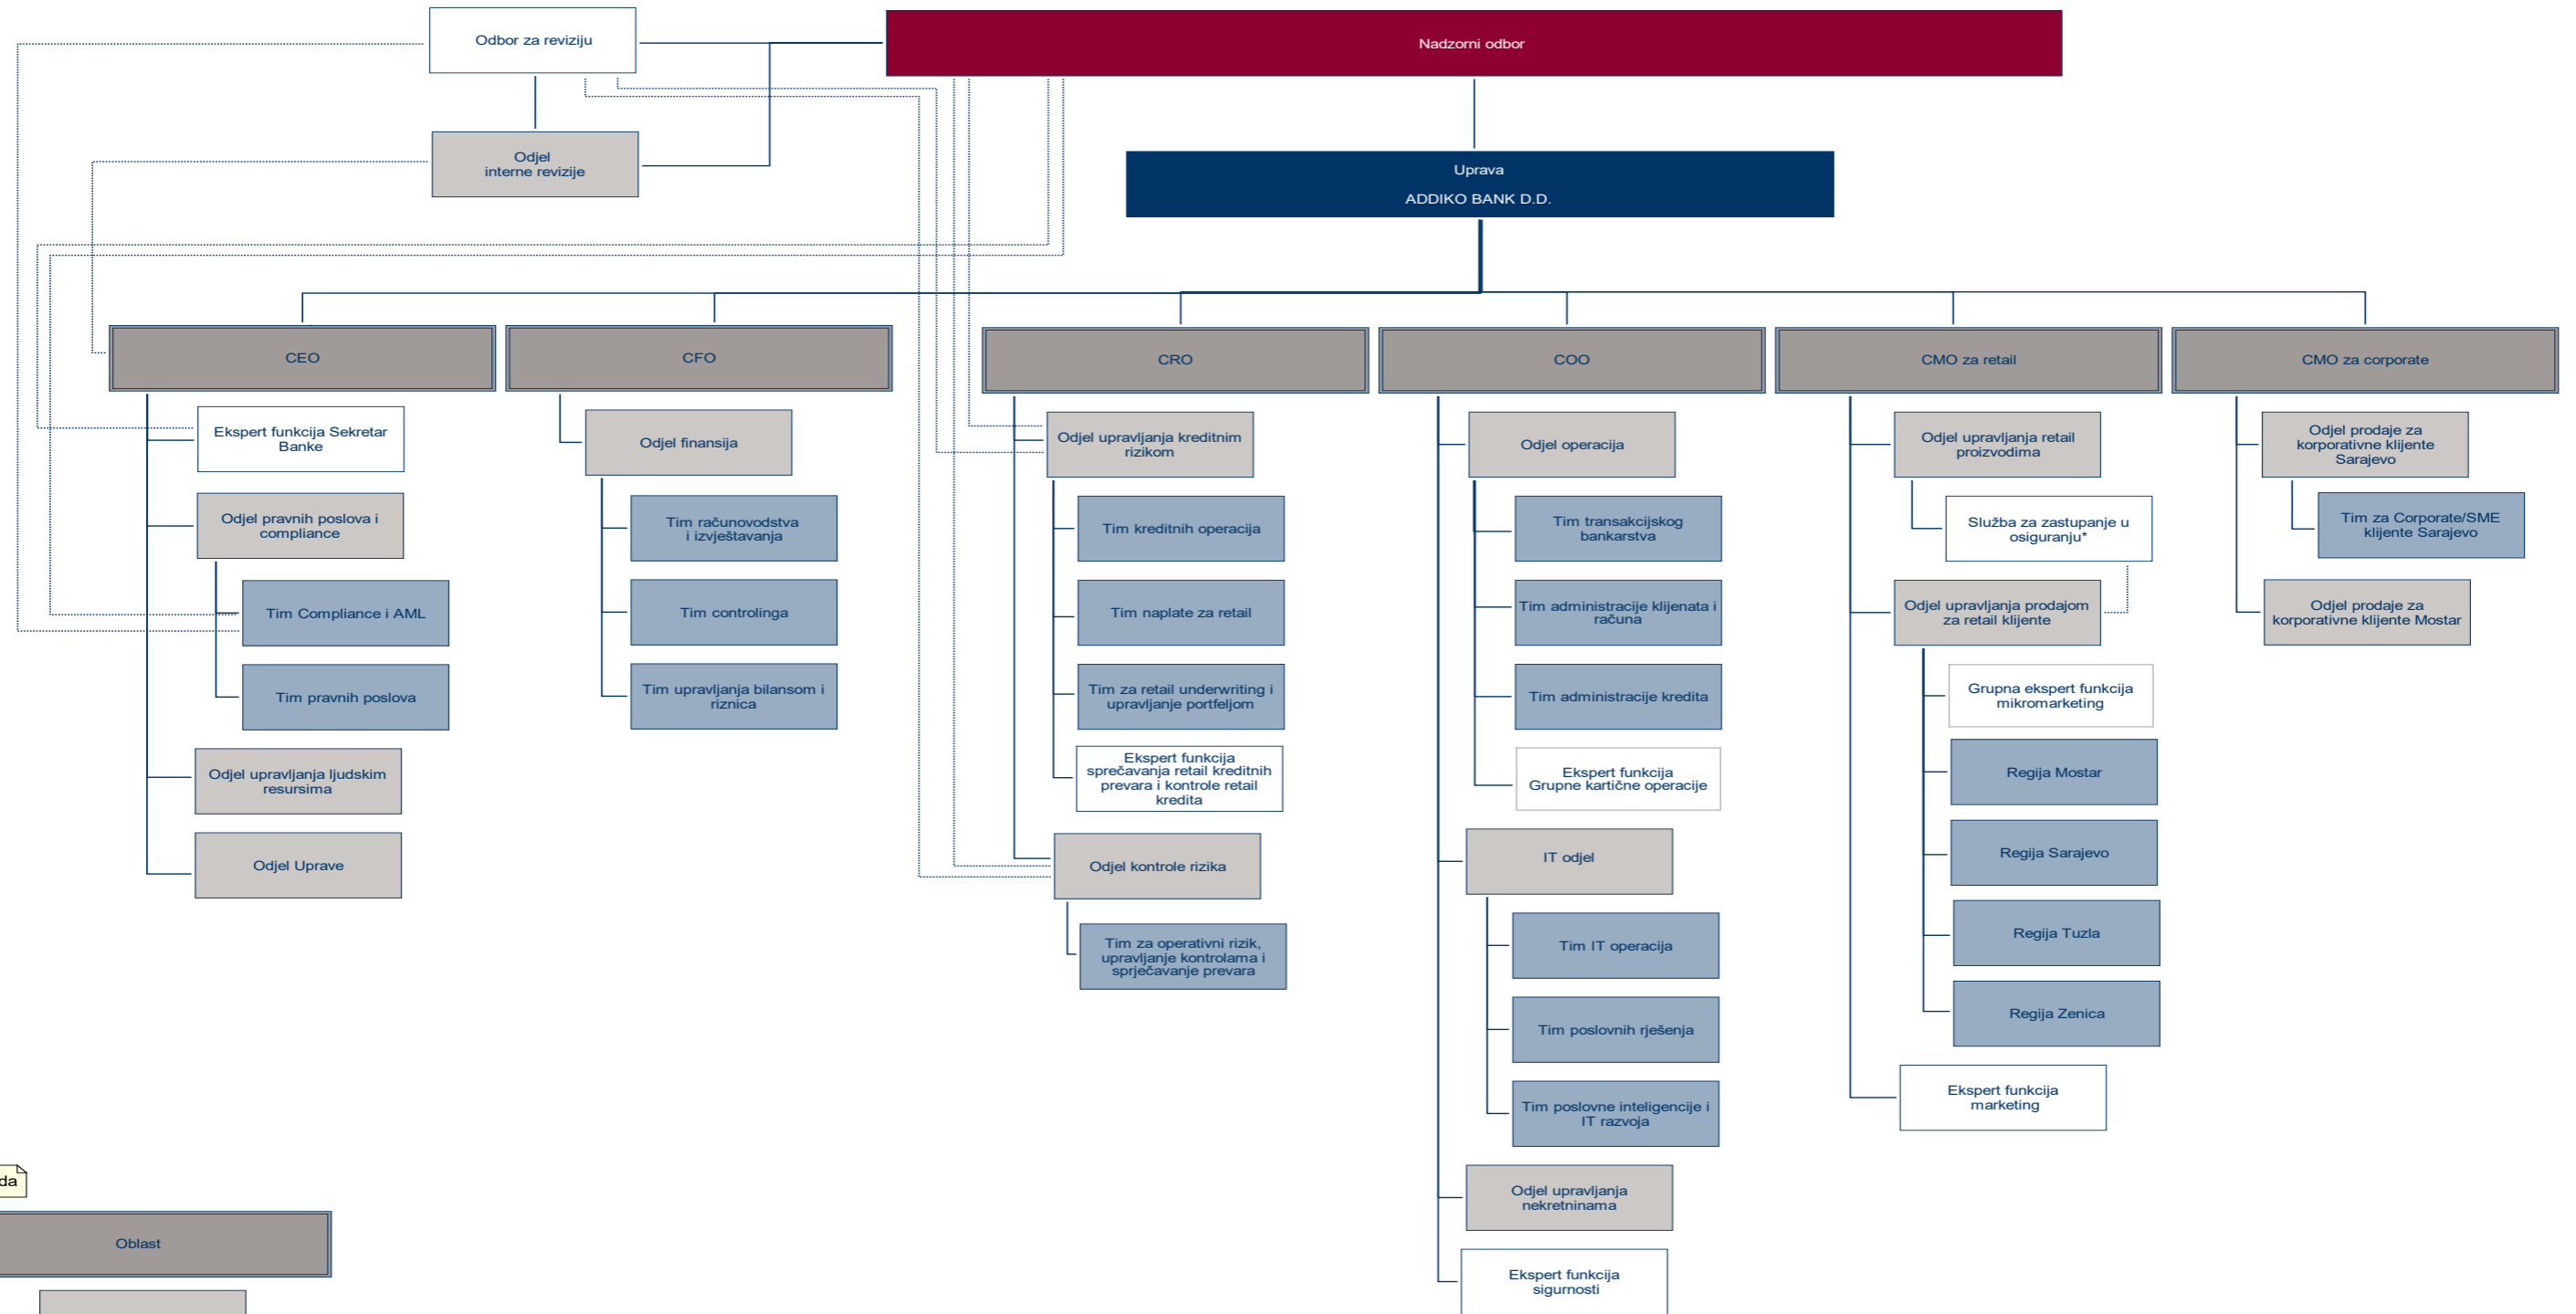 Odbor za reviziju
Nadzorni odbor
Odjel
interne revizije
Uprava
ADDIKO BANK D.D.
CEO
CFO
CRO
COO
CMO za retail
CMO za corporate
Ekspert funkcija Sekretar
Banke
Odjel pravnih poslova i
compliance
Tim Compliance i AML
Tim pravnih poslova
Odjel upravljanja ljudskim
resursima
Odjel Uprave
Odjel finansija
Tim računovodstva
i izvještavanja
Tim controlinga
Tim upravljanja bilansom i
riznica
Odjel upravljanja kreditnim
rizikom
Tim kreditnih operacija
Tim naplate za retail
Tim za retail underwriting i
upravljanje portfeljom
Ekspert funkcija
sprečavanja retail kreditnih
prevara i kontrole retail
kredita
Odjel kontrole rizika
Tim za operativni rizik,
upravljanje kontrolama i
sprječavanje prevara
Odjel operacija
Tim transakcijskog
bankarstva
Tim administracije klijenata i
računa
Tim administracije kredita
Ekspert funkcija
Grupne kartične operacije
IT odjel
Tim IT operacija
Tim poslovnih rješenja
Tim poslovne inteligencije i
IT razvoja
Odjel upravljanja
nekretninama
Ekspert funkcija
sigurnosti
Odjel upravljanja retail
proizvodima
Služba za zastupanje u
osiguranju*
Odjel upravljanja prodajom
za retail klijente
Grupna ekspert funkcija
mikromarketing
Regija Mostar
Regija Sarajevo
Regija Tuzla
Regija Zenica
Ekspert funkcija
marketing
Odjel prodaje za
korporativne klijente
Sarajevo
Tim za Corporate/SME
klijente Sarajevo
Odjel prodaje za
korporativne klijente Mostar
da
Oblast